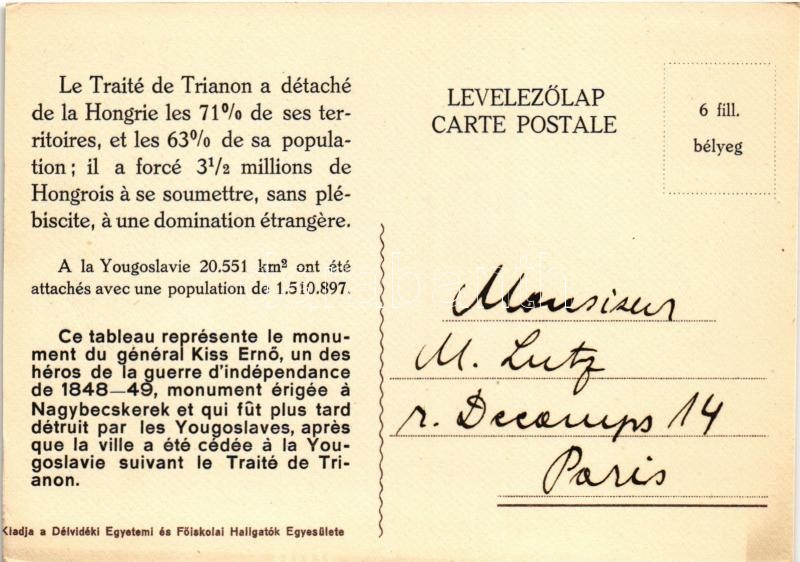 Le Traité de Trianon a détaché
de la Hongrie les 71% de ses ter-
ritoires, et les 63% de sa popula-
tion; il a forcé 3¹/₂ millions de
Hongrois à se soumettre, sans plé-
biscite, à une domination étrangère.
A la Yougoslavie 20.551 km² ont été
attachés avec une population de 1.510.897.
Ce tableau représente le monu-
ment du général Kiss Ernő, un des
héros de la guerre d'indépendance
de 1848—49, monument érigée à
Nagybecskerek et qui fût plus tard
détruit par les Yougoslaves, après
que la ville a été cédée à la You-
goslavie suivant le Traité de Tri-
anon.
Kiadja a Délvidéki Egyetemi és Főiskolai Hallgatók Egyesülete
LEVELEZŐLAP
CARTE POSTALE
6 fill.
bélyeg
Monsieur
M. Lutz
r. Decamps 14
Paris